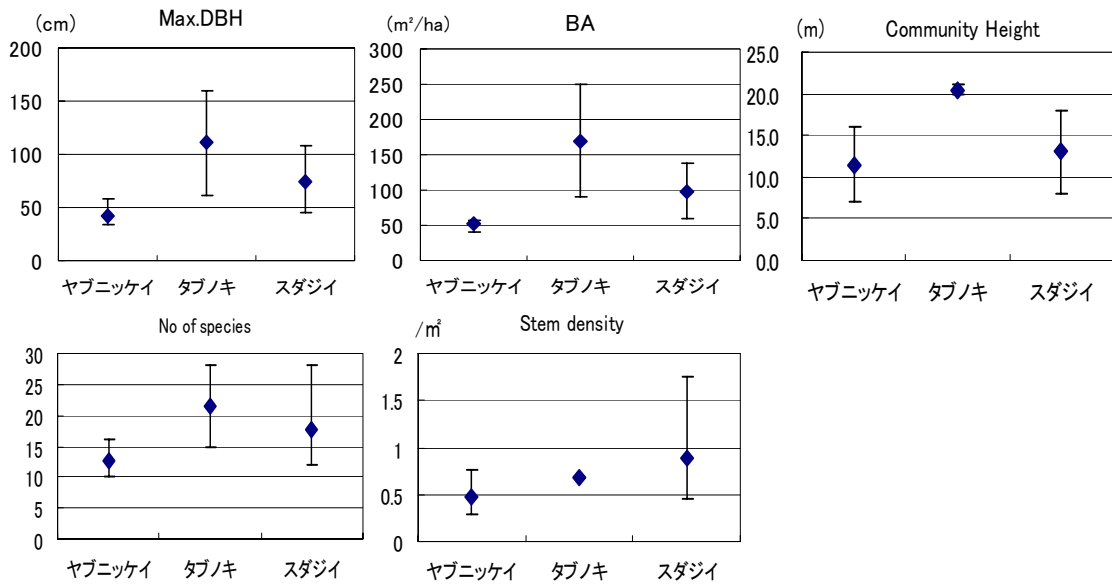 Max.DBH
(cm)
200
150
100
50
0
ヤブニッケイ タブノキ スダジイ
BA
(㎡/ha)
300
250
200
150
100
50
0
ヤブニッケイ タブノキ スダジイ
Community Height
(m)
25.0
20.0
15.0
10.0
5.0
0.0
ヤブニッケイ タブノキ スダジイ
No of species
30
25
20
15
10
5
0
ヤブニッケイ タブノキ スダジイ
Stem density
/㎡
2
1.5
1
0.5
0
ヤブニッケイ タブノキ スダジイ